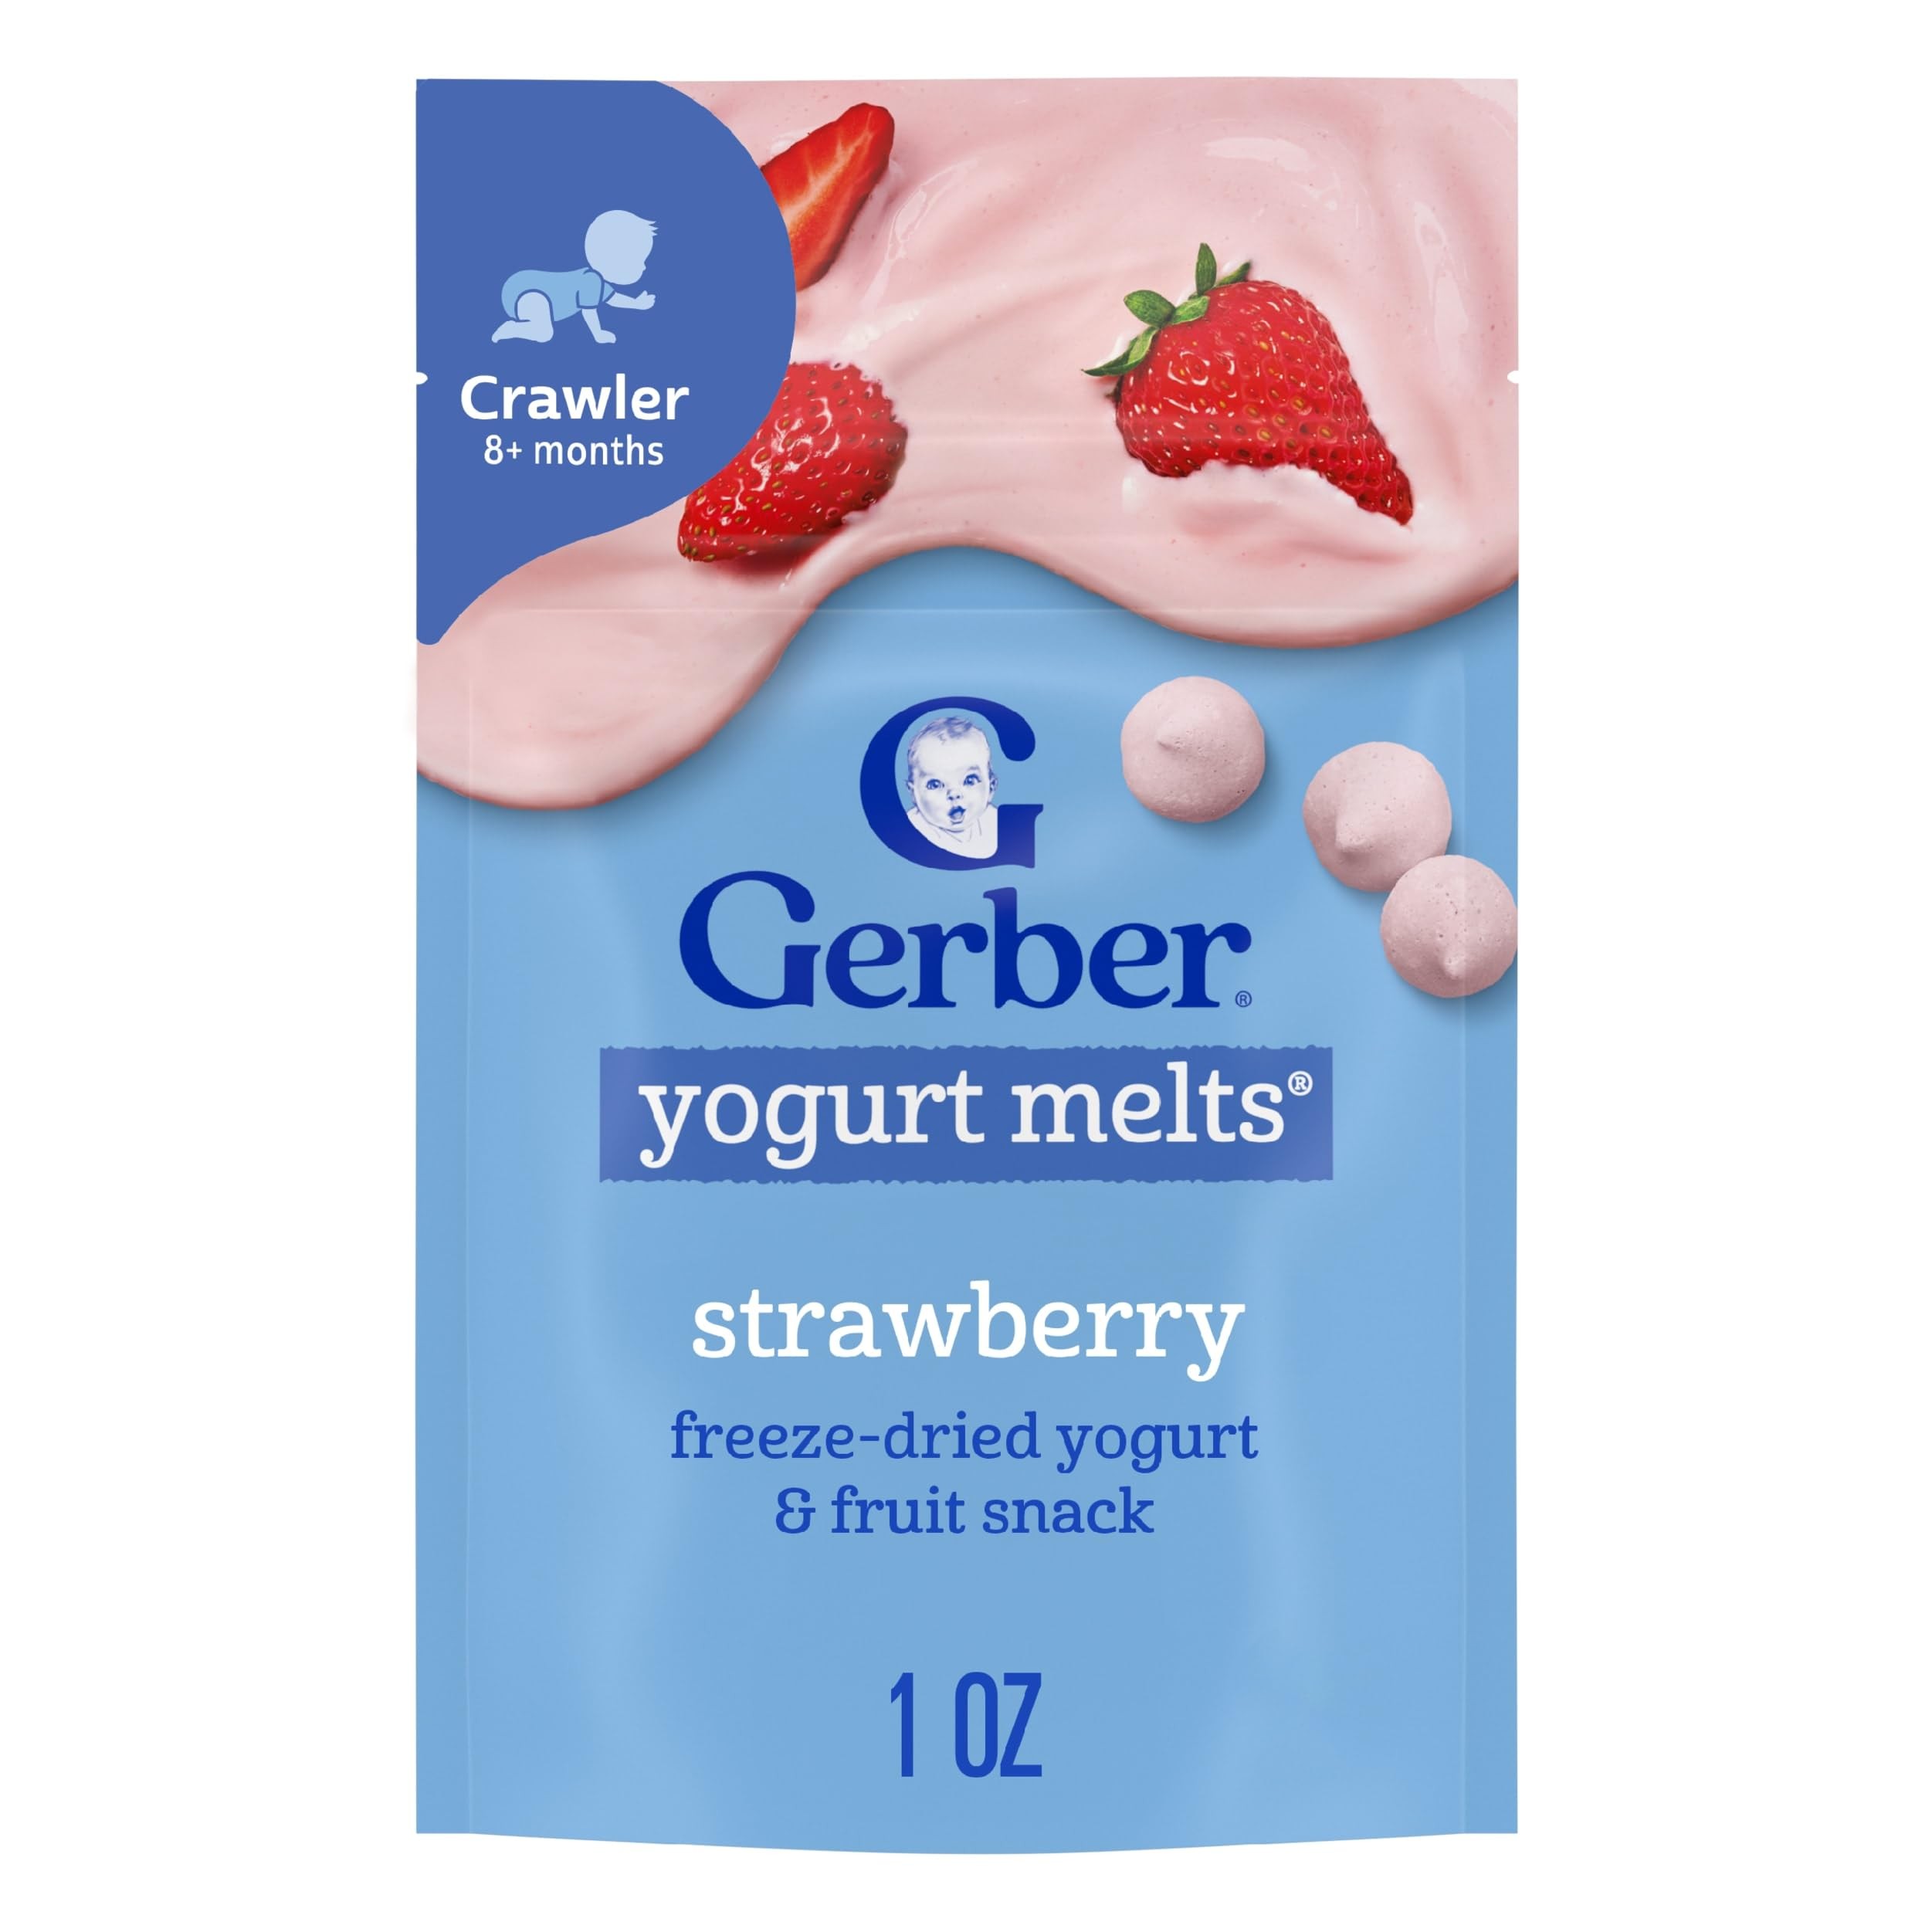 Crawler
8+ months
G
Gerber®
yogurt melts®
strawberry
freeze-dried yogurt
& fruit snack
1 OZ